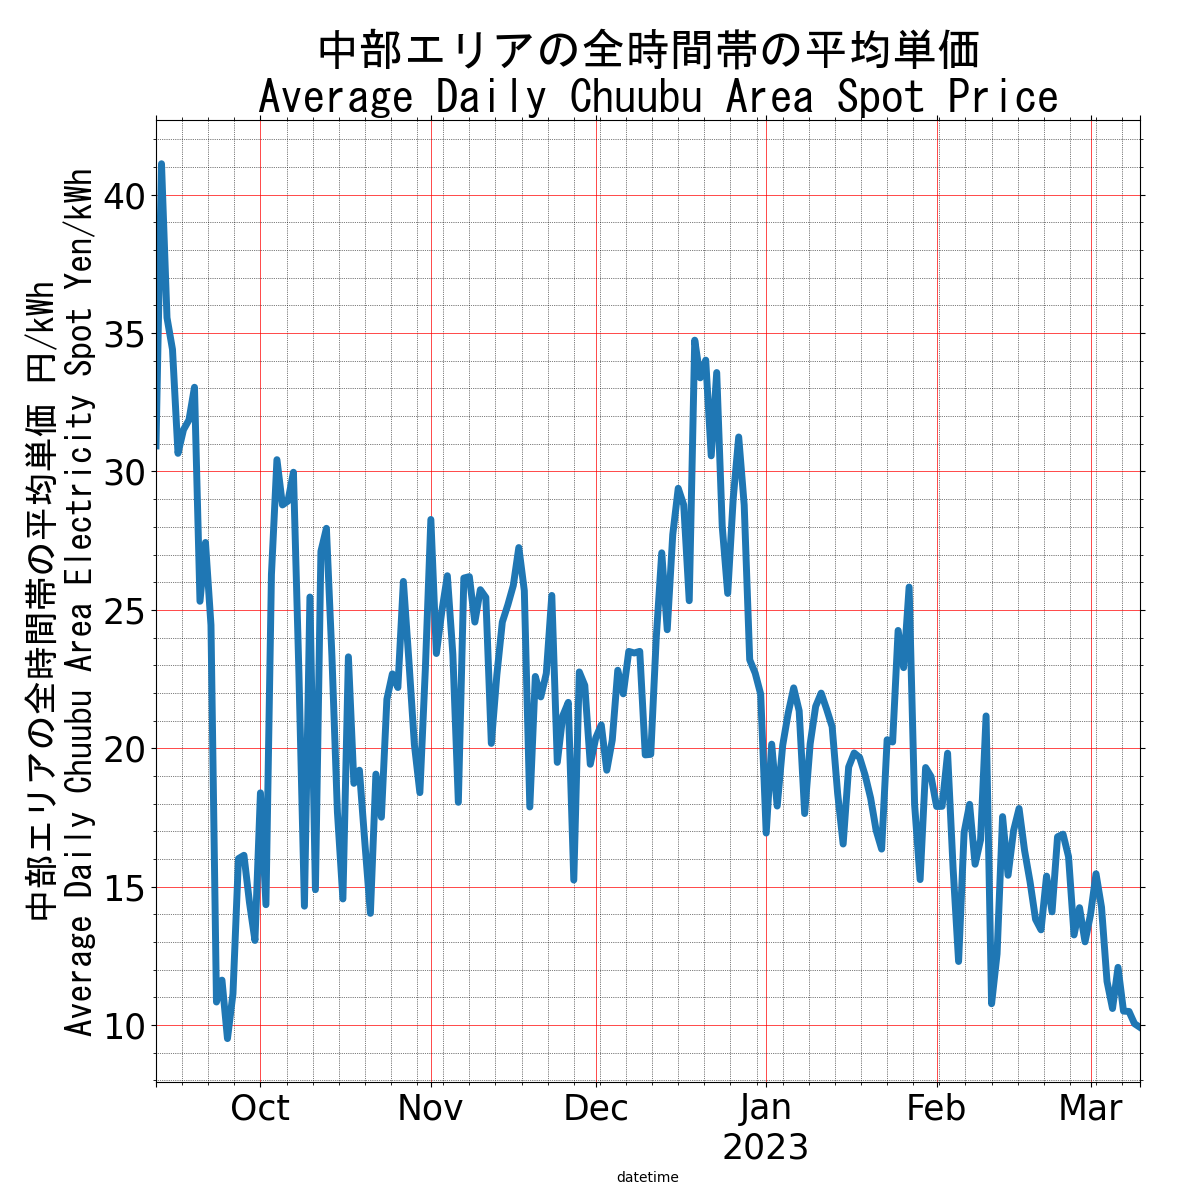 中部エリアの全時間帯の平均単価
Average Daily Chuubu Area Spot Price
中部エリアの全時間帯の平均単価 円/kWh
Average Daily Chuubu Area Electricity Spot Yen/kWh
40
35
30
25
20
15
10
Oct
Nov
Dec
Jan
2023
Feb
Mar
datetime